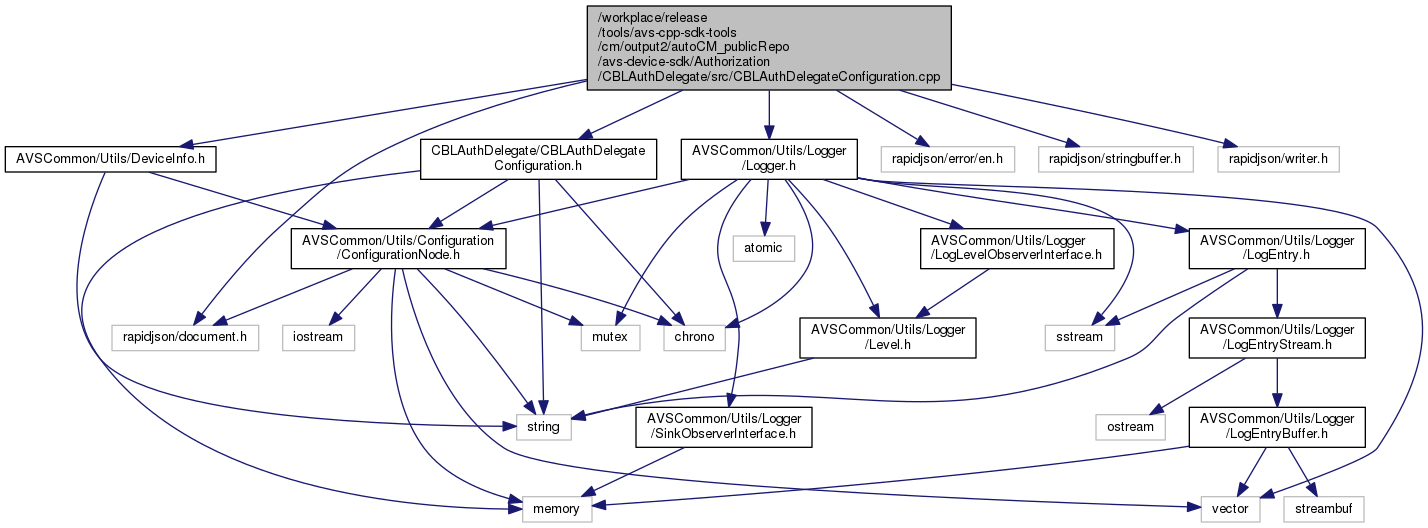 /workplace/release
/tools/avs-cpp-sdk-tools
/cm/output2/autoCM_publicRepo
/avs-device-sdk/Authorization
/CBLAuthDelegate/src/CBLAuthDelegateConfiguration.cpp
AVSCommon/Utils/DeviceInfo.h
CBLAuthDelegate/CBLAuthDelegate
Configuration.h
AVSCommon/Utils/Logger
/Logger.h
rapidjson/error/en.h
rapidjson/stringbuffer.h
rapidjson/writer.h
AVSCommon/Utils/Configuration
/ConfigurationNode.h
atomic
AVSCommon/Utils/Logger
/LogLevelObserverInterface.h
AVSCommon/Utils/Logger
/LogEntry.h
rapidjson/document.h
iostream
mutex
chrono
AVSCommon/Utils/Logger
/Level.h
sstream
AVSCommon/Utils/Logger
/LogEntryStream.h
string
AVSCommon/Utils/Logger
/SinkObserverInterface.h
ostream
AVSCommon/Utils/Logger
/LogEntryBuffer.h
memory
vector
streambuf